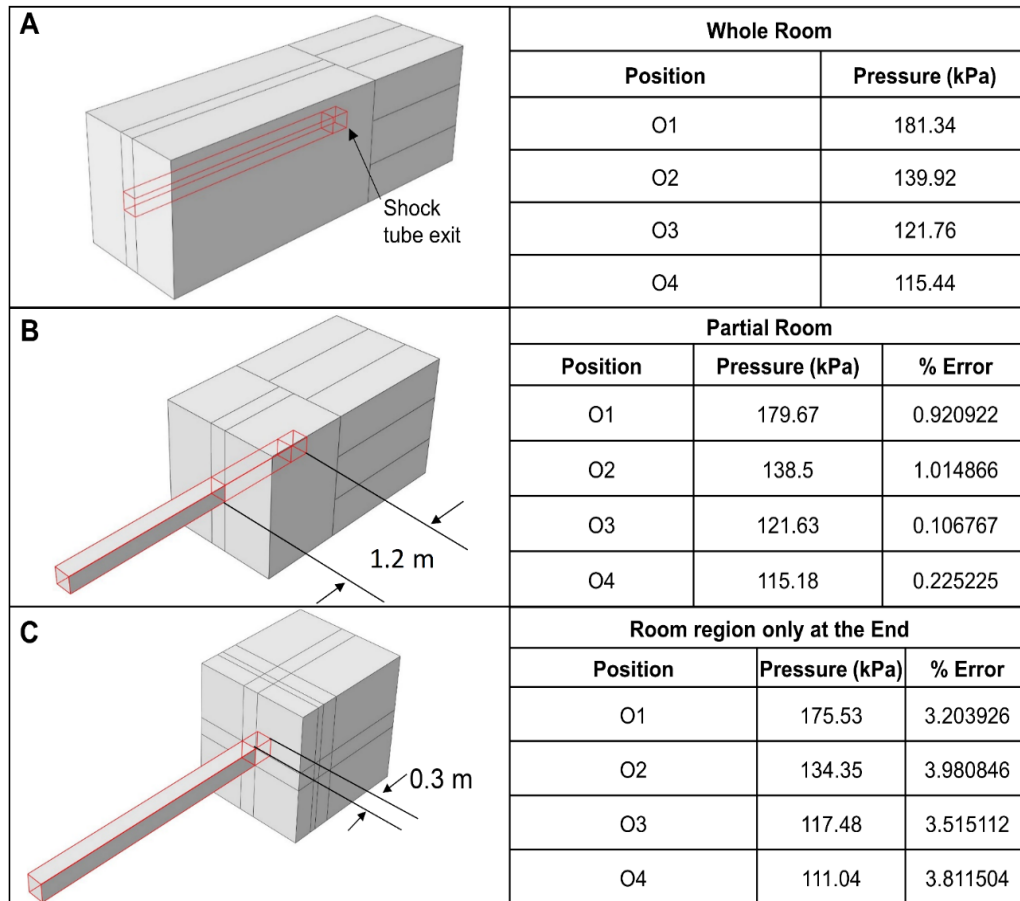 A
Shock
tube exit
Whole Room
Position Pressure (kPa)
O1 181.34
O2 139.92
O3 121.76
O4 115.44
B
1.2 m
Partial Room
Position Pressure (kPa) % Error
O1 179.67 0.920922
O2 138.5 1.014866
O3 121.63 0.106767
O4 115.18 0.225225
C
0.3 m
Room region only at the End
Position Pressure (kPa) % Error
O1 175.53 3.203926
O2 134.35 3.980846
O3 117.48 3.515112
O4 111.04 3.811504